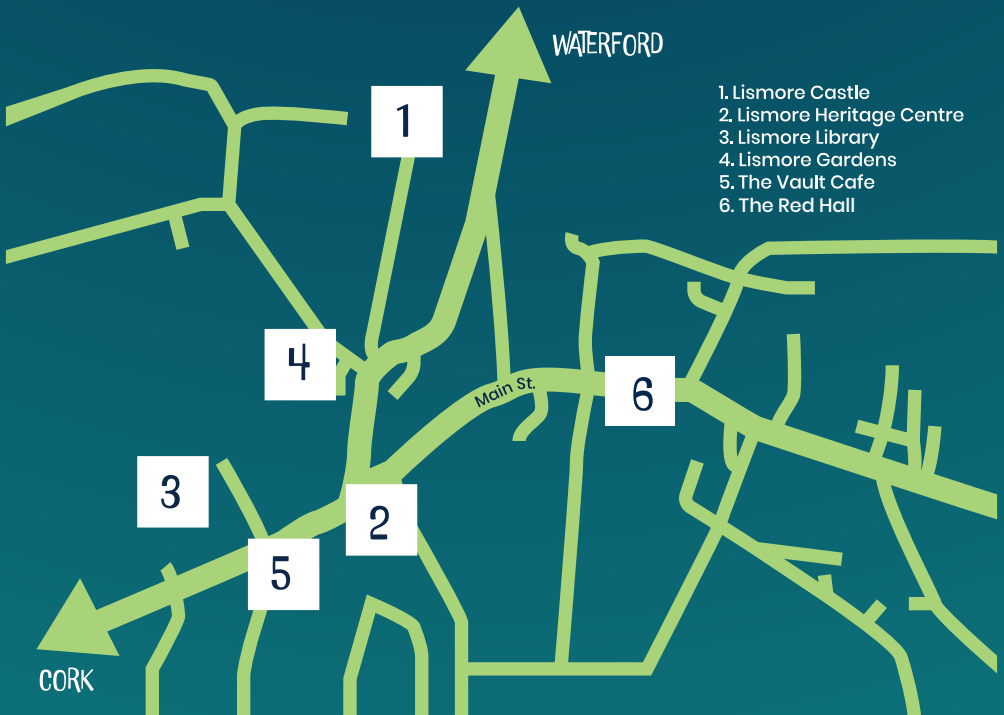 WATERFORD
1. Lismore Castle
2. Lismore Heritage Centre
3. Lismore Library
4. Lismore Gardens
5. The Vault Cafe
6. The Red Hall
1
4
Main St.
6
3
2
5
CORK